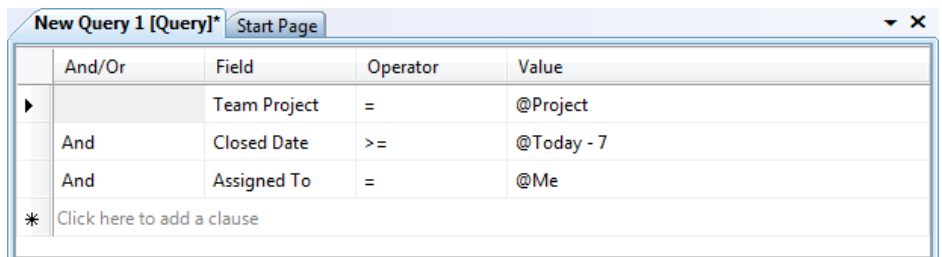 New Query 1 [Query]* Start Page
And/Or Field Operator Value
Team Project = @Project
And Closed Date >= @Today - 7
And Assigned To = @Me
Click here to add a clause